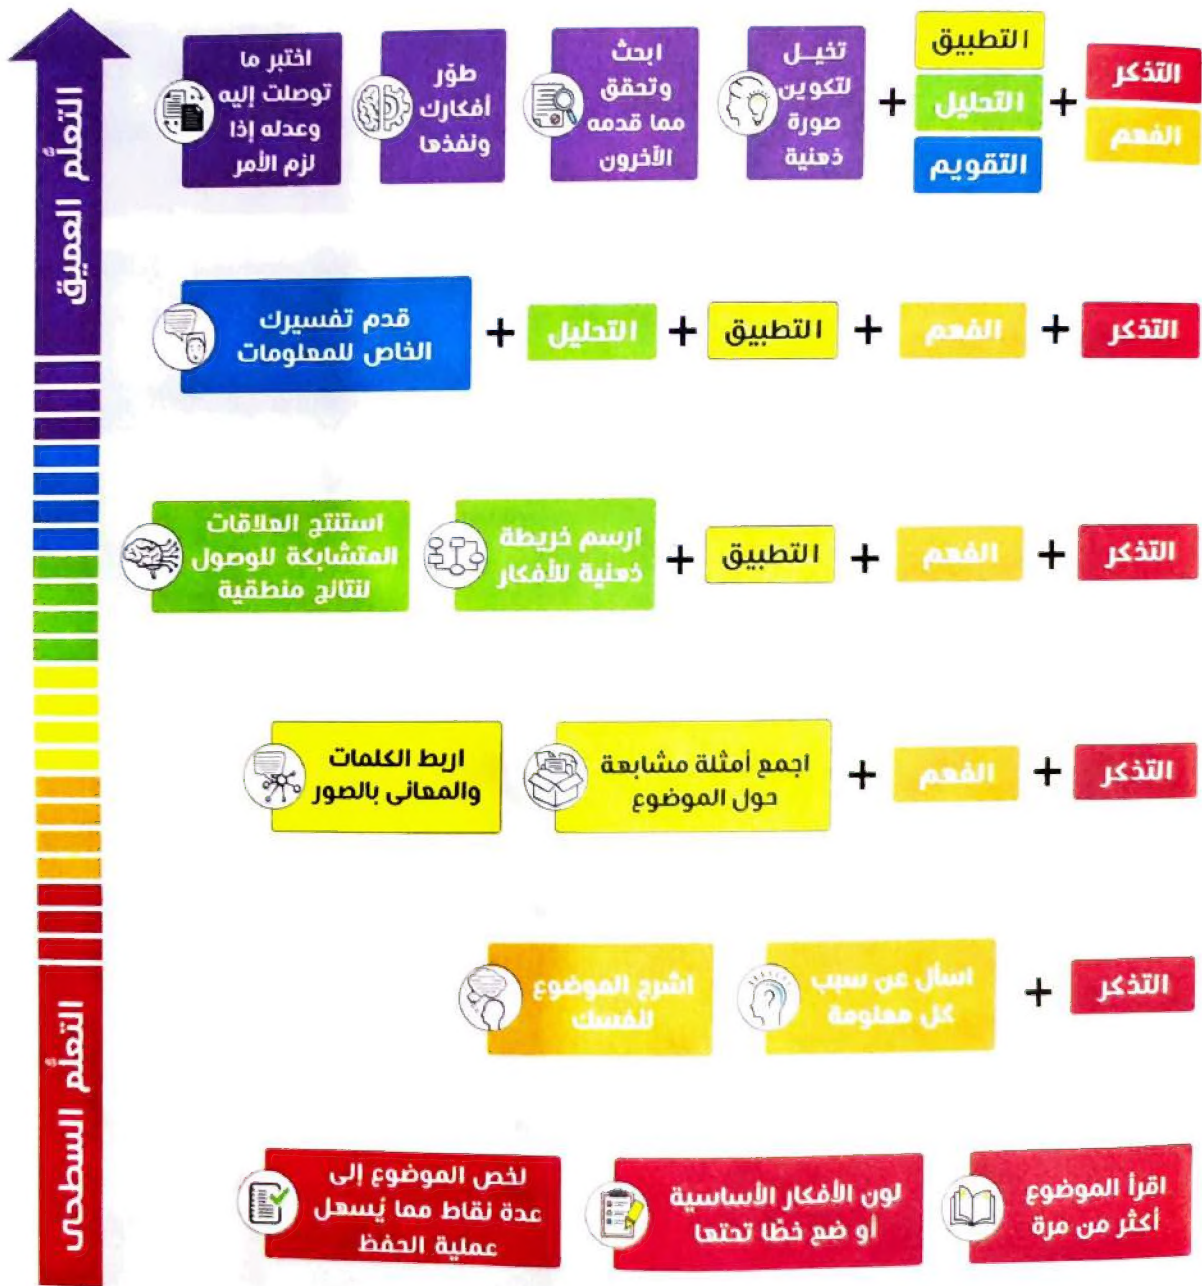 التعلُّم العميق
التذكر
الفهم
+
التطبيق
التحليل
التقويم
+
تخيل
لتكوين
صورة
ذهنية
ابحث
وتحقق
مما قدمه
الآخرون
طوّر
أفكارك
ونفذها
اختبر ما
توصلت إليه
وعدله إذا
لزم الأمر
التذكر
+
الفهم
+
التطبيق
+
التحليل
+
قدم تفسيرك
الخاص للمعلومات
التذكر
+
الفهم
+
التطبيق
+
ارسم خريطة
ذهنية للأفكار
استنتج العلاقات
المتشابكة للوصول
لنتائج منطقية
التذكر
+
الفهم
+
اجمع أمثلة مشابهة
حول الموضوع
اربط الكلمات
والمعانى بالصور
التذكر
+
اسأل عن سبب
كل معلومة
اشرح الموضوع
لنفسك
التعلُّم السطحى
اقرأ الموضوع
أكثر من مرة
لون الأفكار الأساسية
أو ضع خطًا تحتها
لخص الموضوع إلى
عدة نقاط مما يُسهل
عملية الحفظ